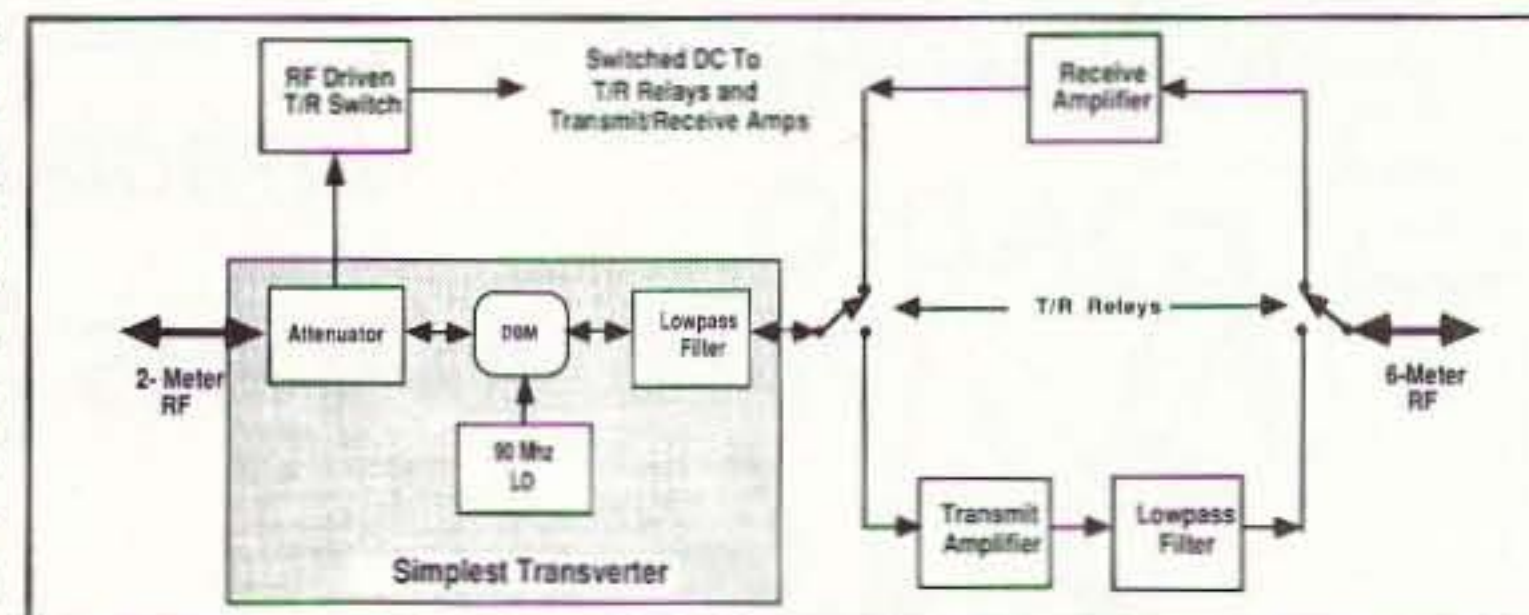 RF Driven
T/R Switch
Switched DC To
T/R Relays and
Transmit/Receive Amps
Receive
Amplifier
2- Meter
RF
Attenuator
DBM
Lowpass
Filter
90 Mhz
LO
Simplest Transverter
T/R Relays
6-Meter
RF
Transmit
Amplifier
Lowpass
Filter